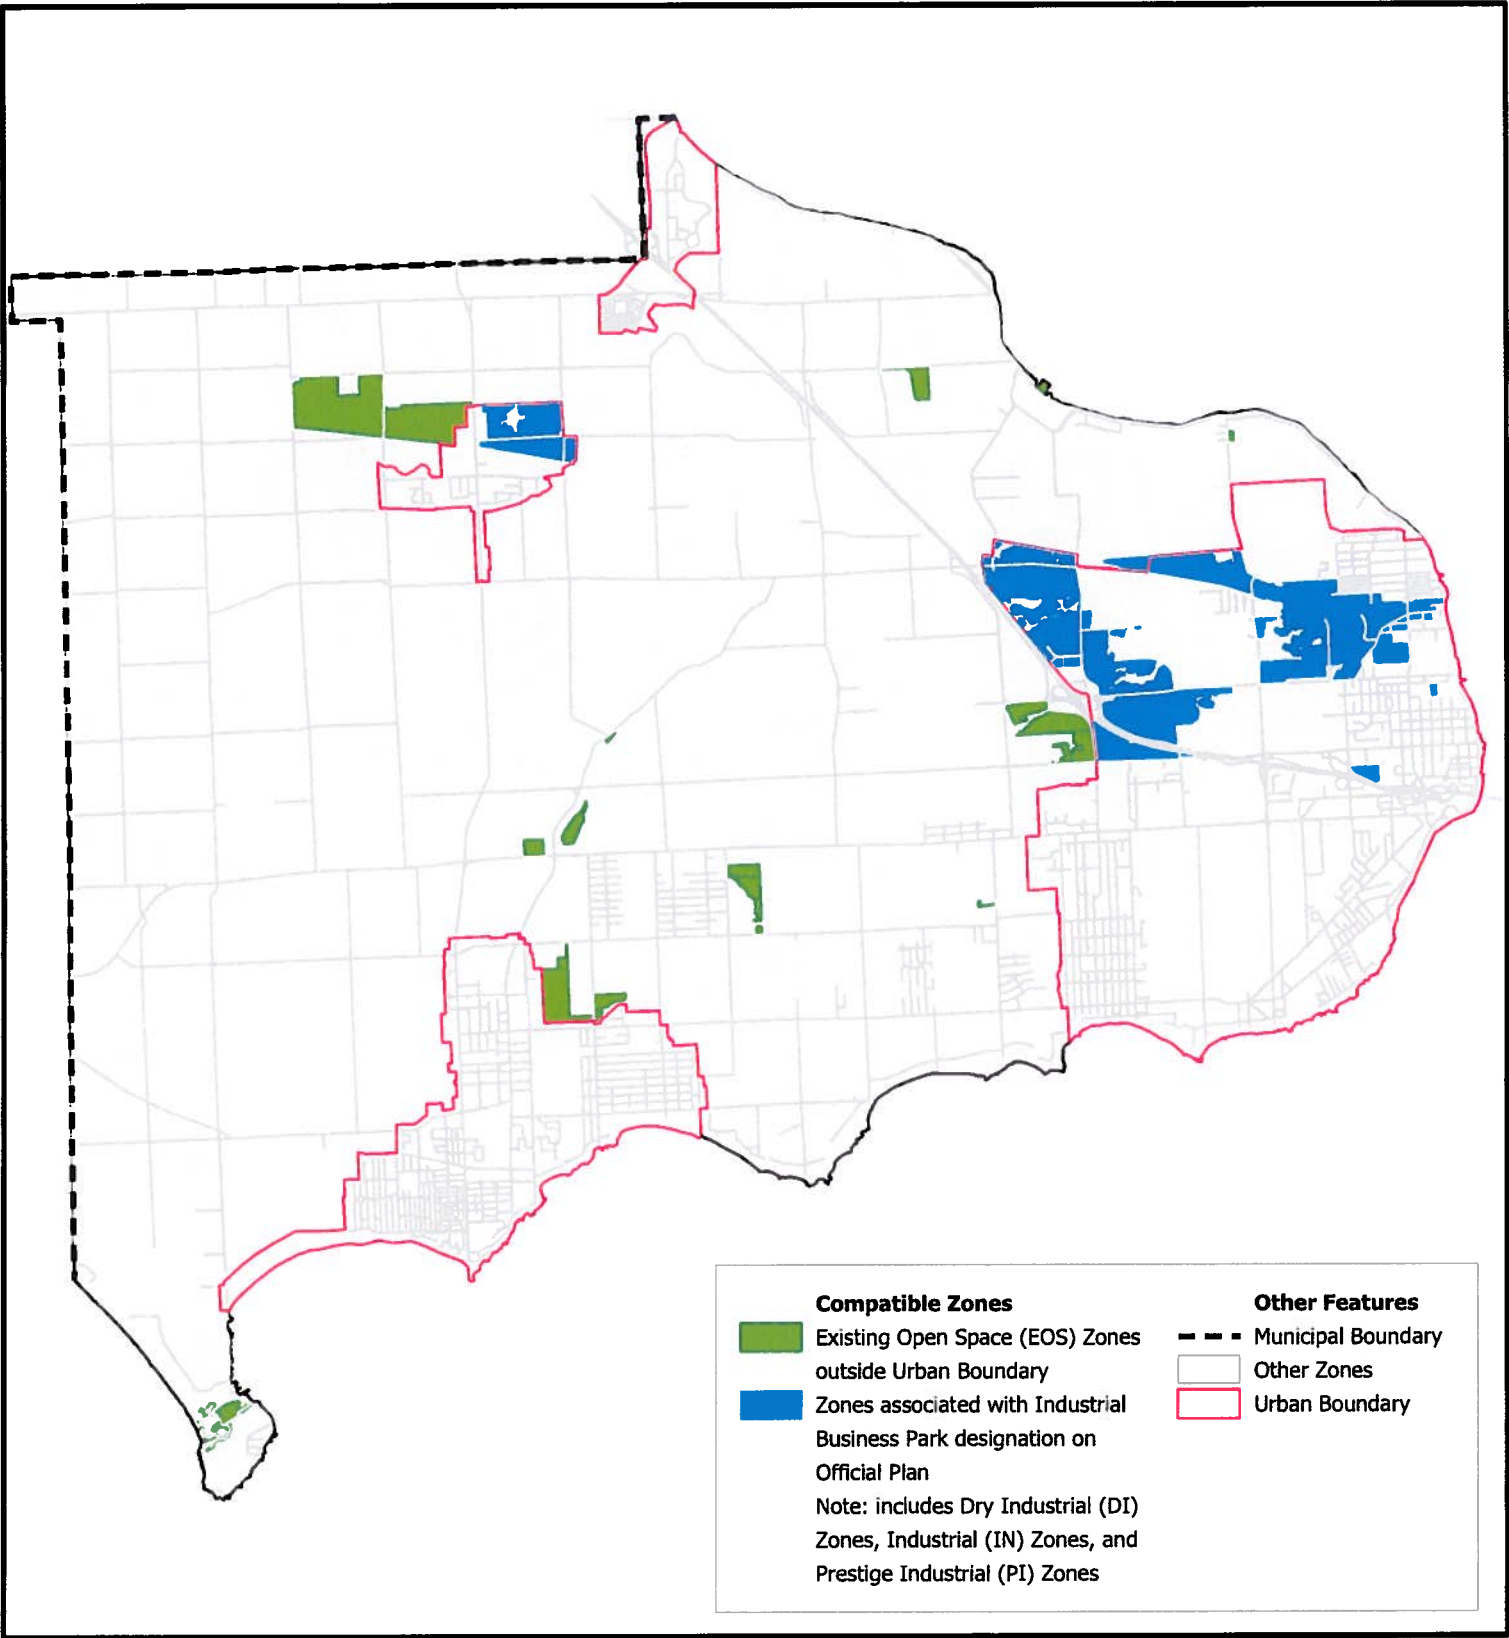 Compatible Zones
Existing Open Space (EOS) Zones
outside Urban Boundary
Zones associated with Industrial
Business Park designation on
Official Plan
Note: includes Dry Industrial (DI)
Zones, Industrial (IN) Zones, and
Prestige Industrial (PI) Zones
Other Features
Municipal Boundary
Other Zones
Urban Boundary